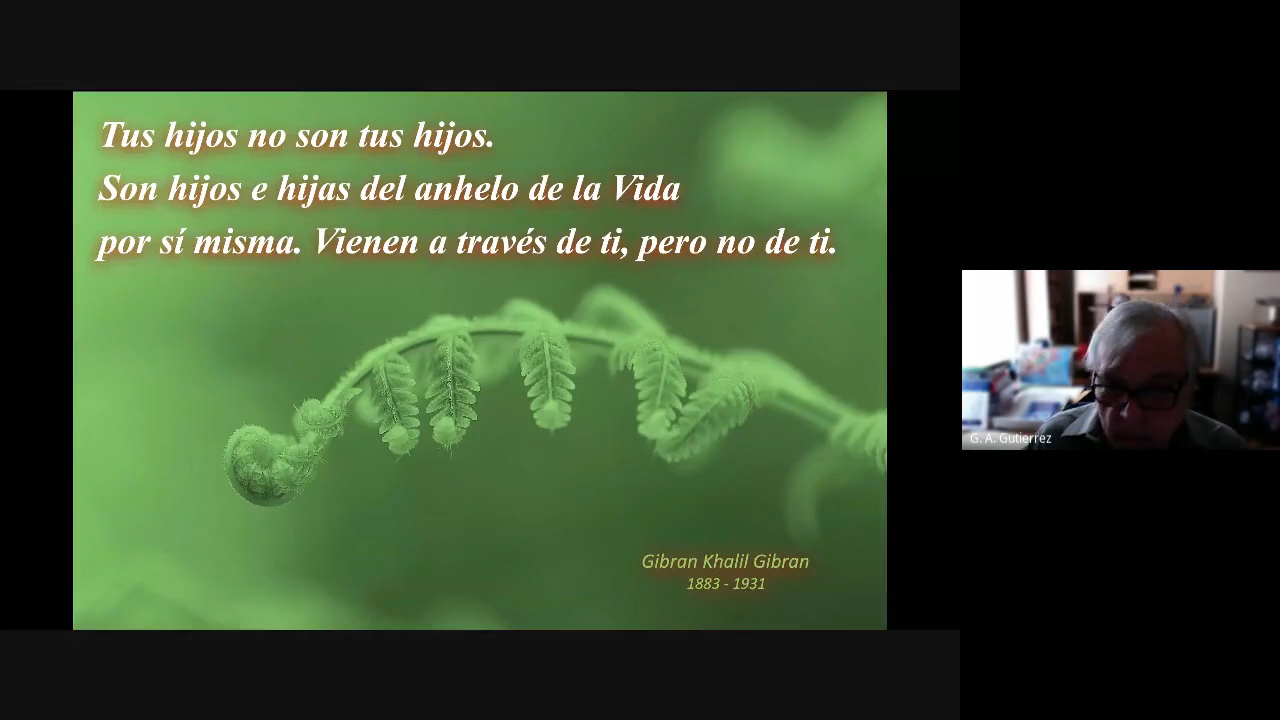 Tus hijos no son tus hijos.
Son hijos e hijas del anhelo de la Vida
por sí misma. Vienen a través de ti, pero no de ti.
Gibran Khalil Gibran
1883 - 1931
G. A. Gutierrez